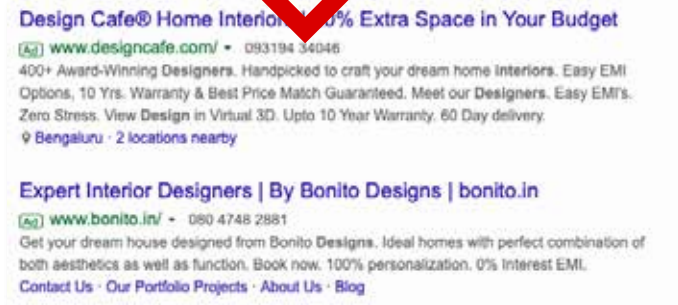 Design Cafe® Home Interior 0% Extra Space in Your Budget
Ad www.designcafe.com/ 093194 34046
400+ Award-Winning Designers. Handpicked to craft your dream home Interiors. Easy EMI
Options, 10 Yrs. Warranty & Best Price Match Guaranteed. Meet our Designers. Easy EMI's.
Zero Stress. View Design in Virtual 3D. Upto 10 Year Warranty. 60 Day delivery.
Bengaluru · 2 locations nearby
Expert Interior Designers | By Bonito Designs | bonito.in
Ad www.bonito.in/ 080 4748 2881
Get your dream house designed from Bonito Designs. Ideal homes with perfect combination of
both aesthetics as well as function. Book now. 100% personalization. 0% Interest EMI.
Contact Us · Our Portfolio Projects · About Us · Blog